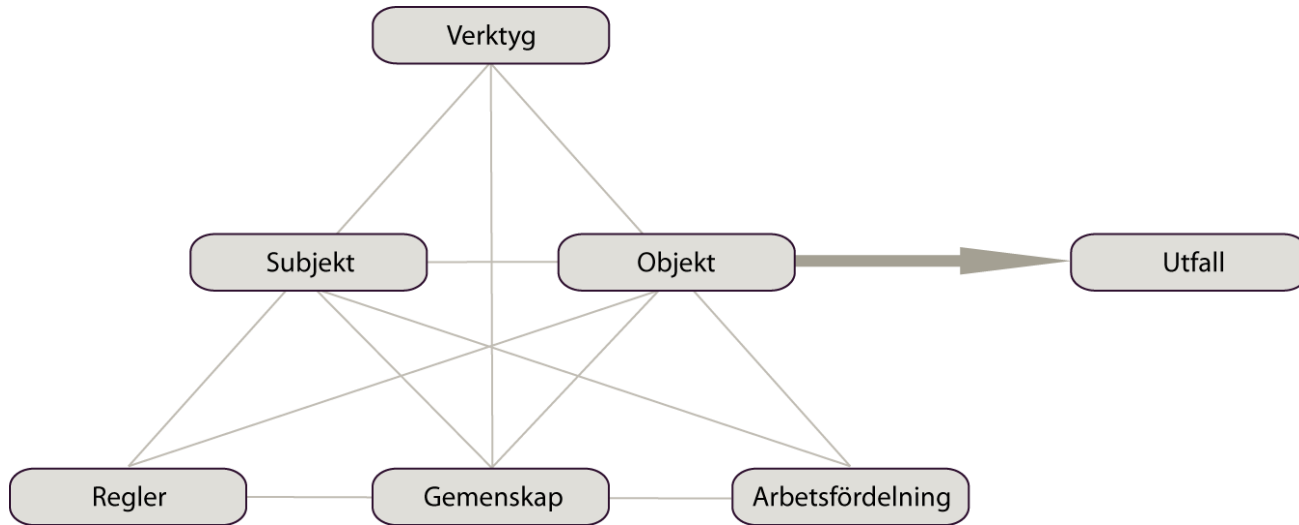 Verktyg
Subjekt
Objekt
Utfall
Regler
Gemenskap
Arbetsfördelning